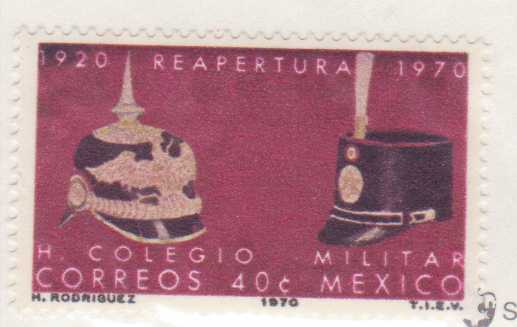 1920 REAPERTURA 1970
H. COLEGIO MILITAR
CORREOS 40¢ MEXICO
H. RODRIGUEZ 1970 T.I.E.V.
S